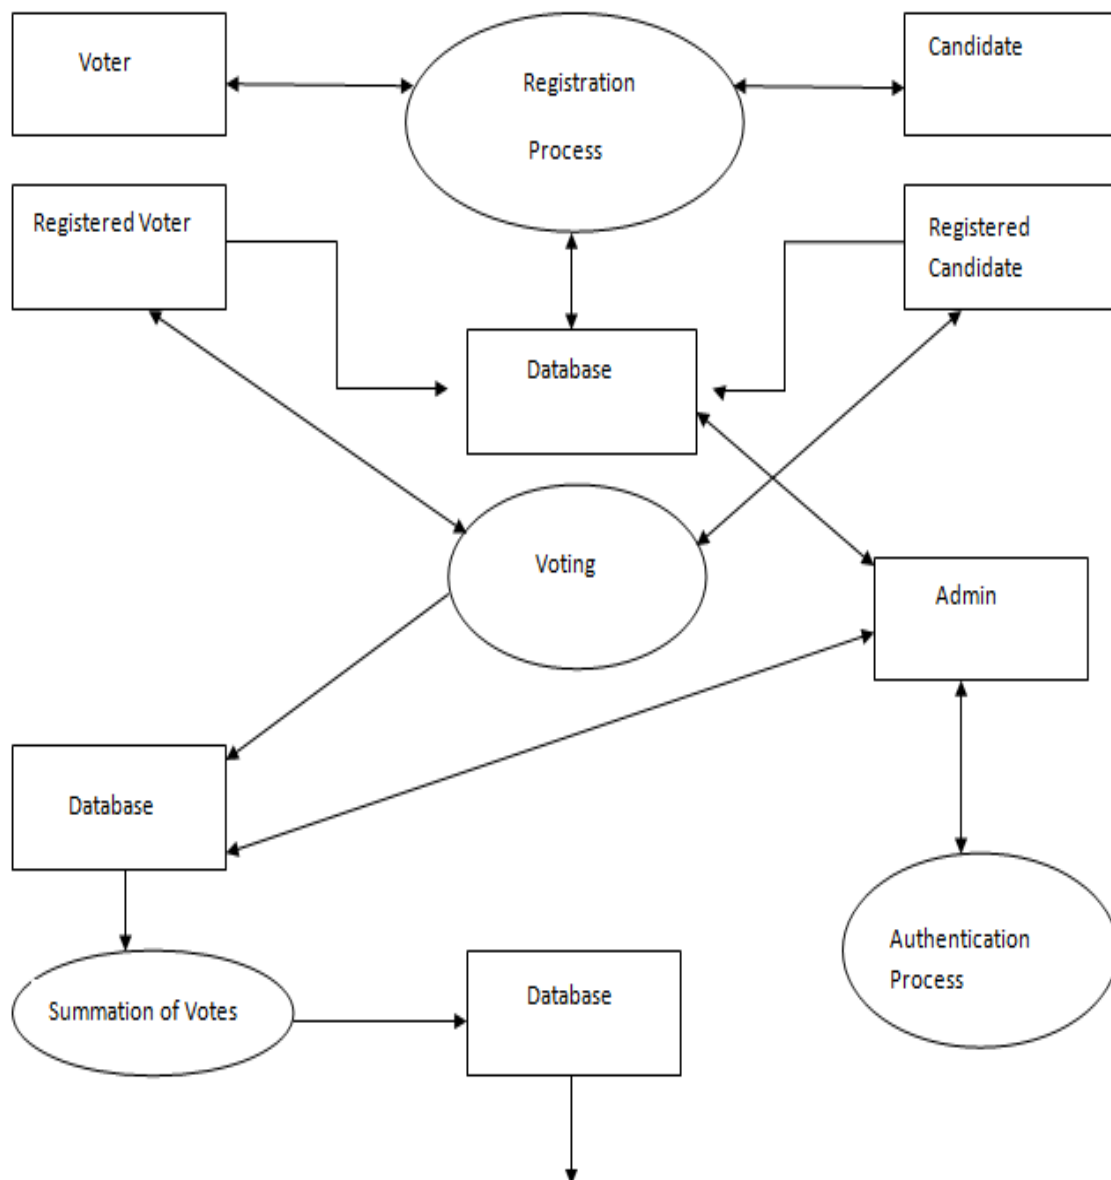 Voter
Registration
Process
Candidate
Registered Voter
Registered
Candidate
Database
Voting
Admin
Database
Authentication
Process
Summation of Votes
Database